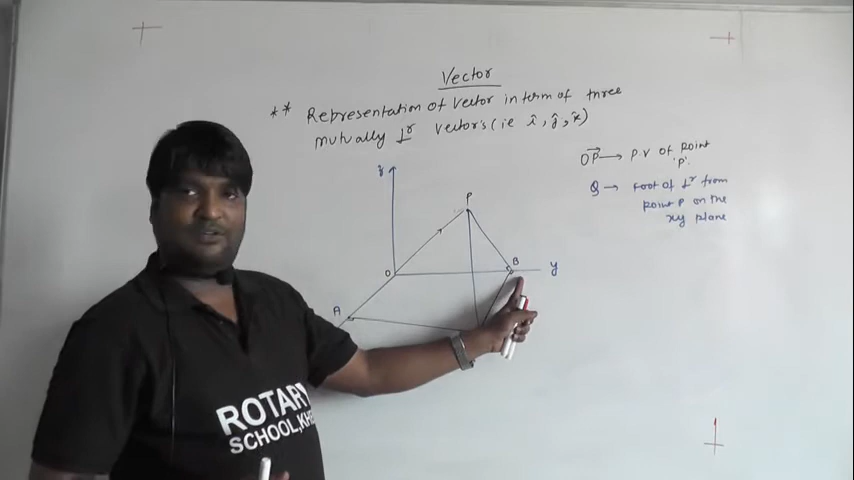 Vector
** Representation of vector in term of three
mutually ⊥r vectors (ie î, ĵ, k̂)
OP→ → P.V of point
'P'.
Q → Foot of ⊥r from
point P on the
xy plane
P
O
B
y
A
ROTARY
SCHOOL,KHE